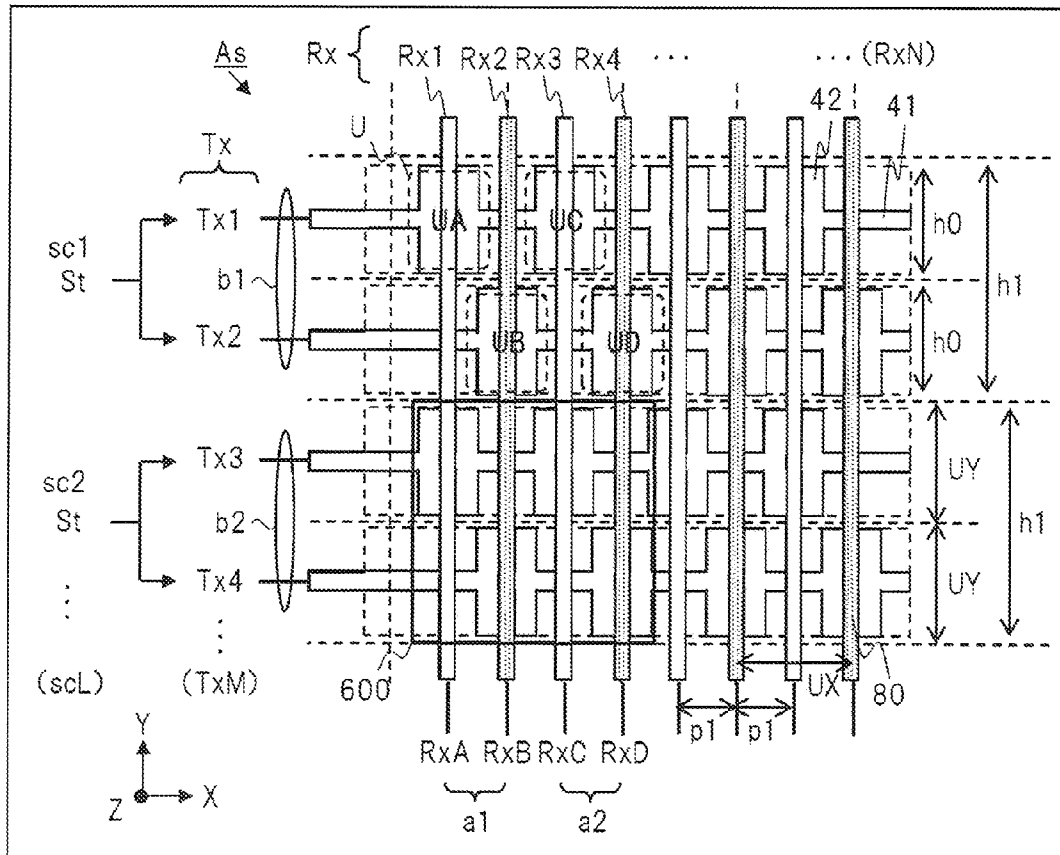 As
Rx {
Rx1
Rx2
Rx3
Rx4
...
... (RxN)
42
41
U
Tx
UA
UC
sc1
St
Tx1
b1
h0
h1
Tx2
UB
UD
h0
sc2
St
Tx3
b2
UY
h1
Tx4
UY
⋮
(scL)
⋮
(TxM)
600
UX
80
p1
p1
RxA
RxB
RxC
RxD
a1
a2
Y
Z
X